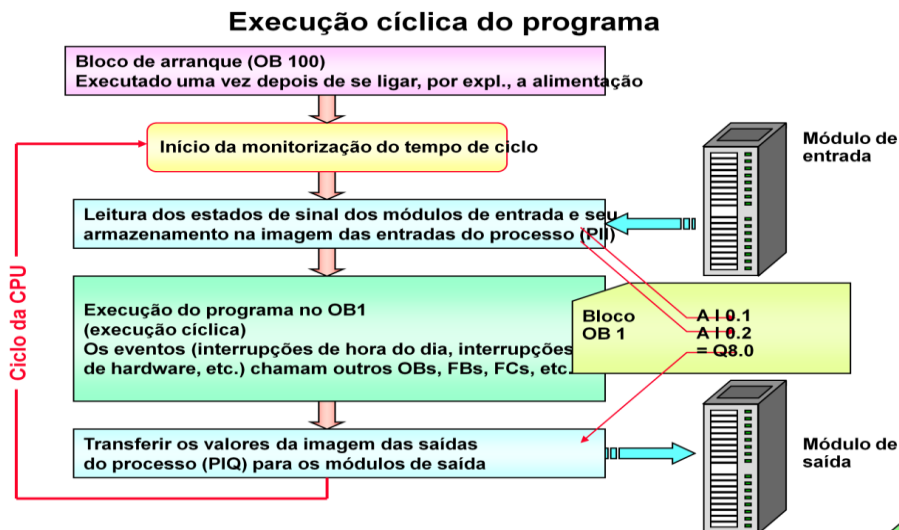 Execução cíclica do programa
Bloco de arranque (OB 100)
Executado uma vez depois de se ligar, por expl., a alimentação
Início da monitorização do tempo de ciclo
Módulo de
entrada
Leitura dos estados de sinal dos módulos de entrada e seu
armazenamento na imagem das entradas do processo (PII)
Ciclo da CPU
Execução do programa no OB1
(execução cíclica)
Os eventos (interrupções de hora do dia, interrupções
de hardware, etc.) chamam outros OBs, FBs, FCs, etc.
Bloco
OB 1
A I 0.1
A I 0.2
= Q8.0
Transferir os valores da imagem das saídas
do processo (PIQ) para os módulos de saída
Módulo de
saída